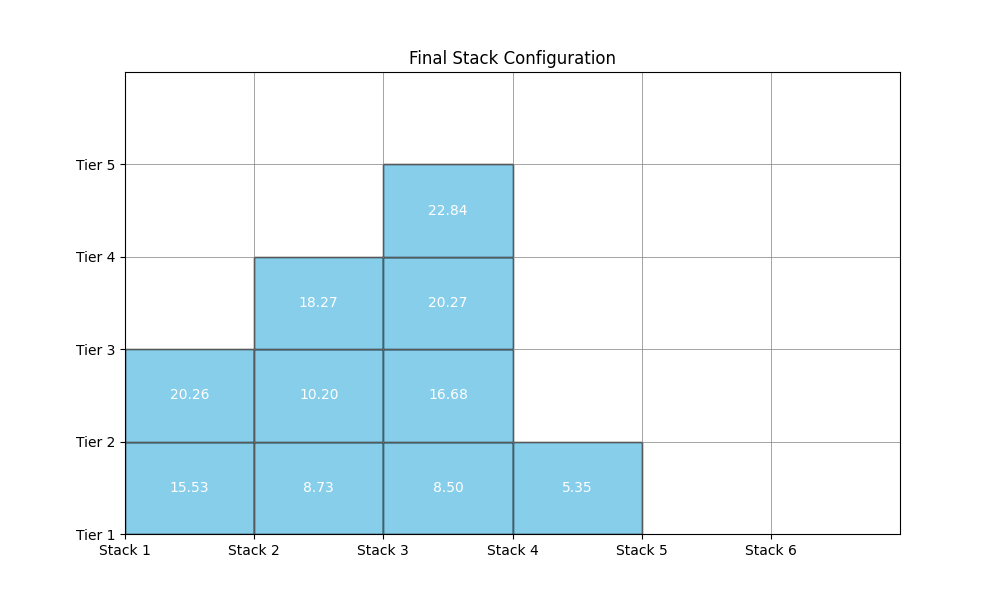 Final Stack Configuration
Tier 5
22.84
Tier 4
18.27 20.27
Tier 3
20.26 10.20 16.68
Tier 2
15.53 8.73 8.50 5.35
Tier 1
Stack 1 Stack 2 Stack 3 Stack 4 Stack 5 Stack 6